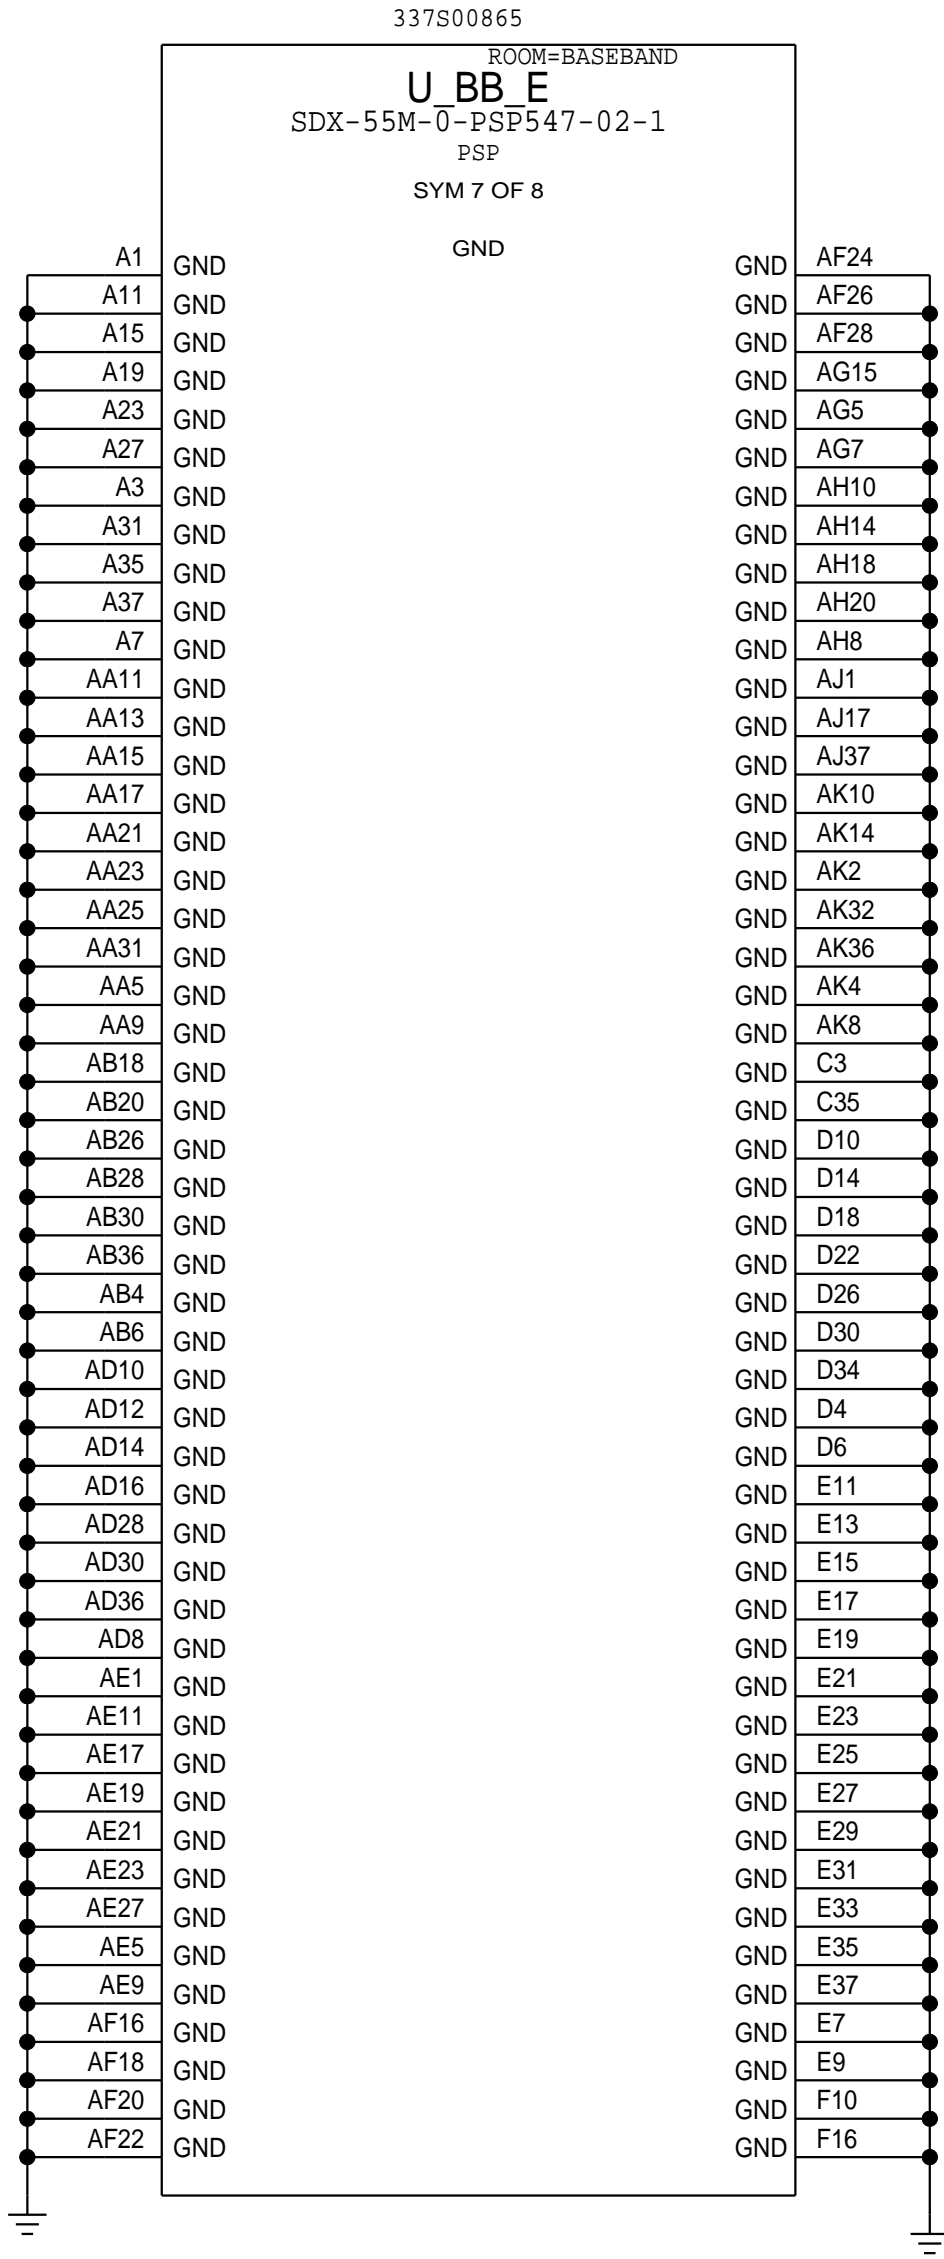 337S00865
ROOM=BASEBAND
U_BB_E
SDX-55M-0-PSP547-02-1
PSP
SYM 7 OF 8
GND
A1 GND GND AF24
A11 GND GND AF26
A15 GND GND AF28
A19 GND GND AG15
A23 GND GND AG5
A27 GND GND AG7
A3 GND GND AH10
A31 GND GND AH14
A35 GND GND AH18
A37 GND GND AH20
A7 GND GND AH8
AA11 GND GND AJ1
AA13 GND GND AJ17
AA15 GND GND AJ37
AA17 GND GND AK10
AA21 GND GND AK14
AA23 GND GND AK2
AA25 GND GND AK32
AA31 GND GND AK36
AA5 GND GND AK4
AA9 GND GND AK8
AB18 GND GND C3
AB20 GND GND C35
AB26 GND GND D10
AB28 GND GND D14
AB30 GND GND D18
AB36 GND GND D22
AB4 GND GND D26
AB6 GND GND D30
AD10 GND GND D34
AD12 GND GND D4
AD14 GND GND D6
AD16 GND GND E11
AD28 GND GND E13
AD30 GND GND E15
AD36 GND GND E17
AD8 GND GND E19
AE1 GND GND E21
AE11 GND GND E23
AE17 GND GND E25
AE19 GND GND E27
AE21 GND GND E29
AE23 GND GND E31
AE27 GND GND E33
AE5 GND GND E35
AE9 GND GND E37
AF16 GND GND E7
AF18 GND GND E9
AF20 GND GND F10
AF22 GND GND F16